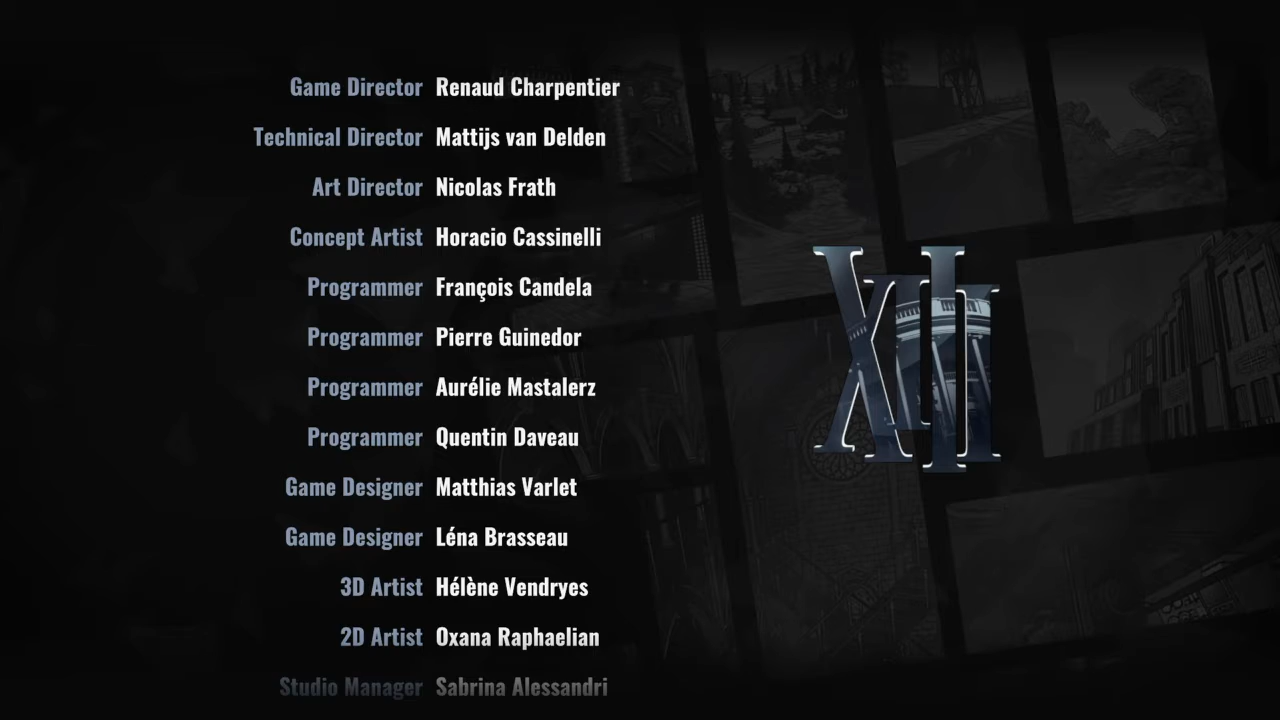 Game Director Renaud Charpentier
Technical Director Mattijs van Delden
Art Director Nicolas Frath
Concept Artist Horacio Cassinelli
Programmer François Candela
Programmer Pierre Guinedor
Programmer Aurélie Mastalerz
Programmer Quentin Daveau
Game Designer Matthias Varlet
Game Designer Léna Brasseau
3D Artist Hélène Vendryes
2D Artist Oxana Raphaelian
Studio Manager Sabrina Alessandri
XIII